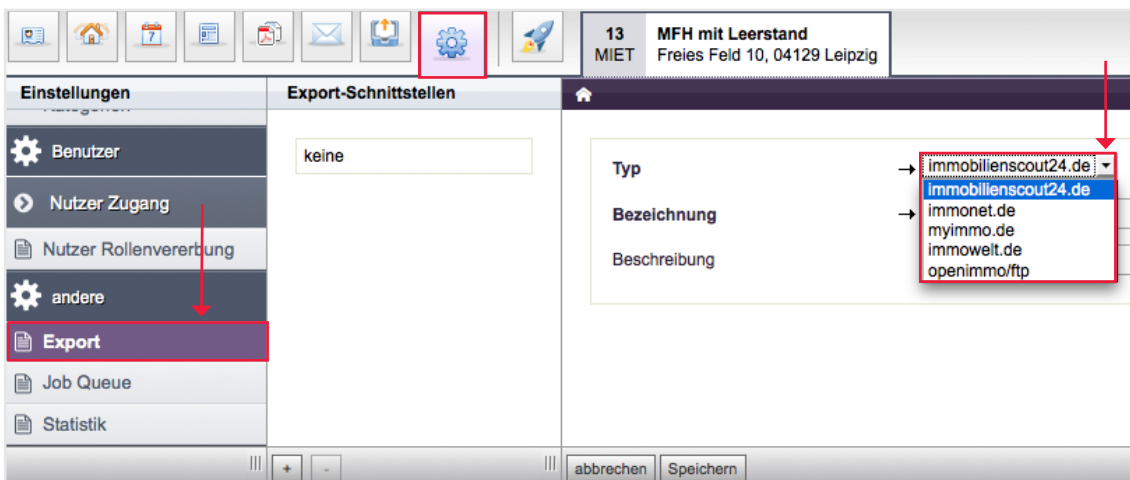 7
13
MIET
MFH mit Leerstand
Freies Feld 10, 04129 Leipzig
Einstellungen
Benutzer
Nutzer Zugang
Nutzer Rollenvererbung
andere
Export
Job Queue
Statistik
Export-Schnittstellen
keine
+
-
Typ
immobilienscout24.de
immobilienscout24.de
immonet.de
myimmo.de
immowelt.de
openimmo/ftp
Bezeichnung
Beschreibung
abbrechen
Speichern